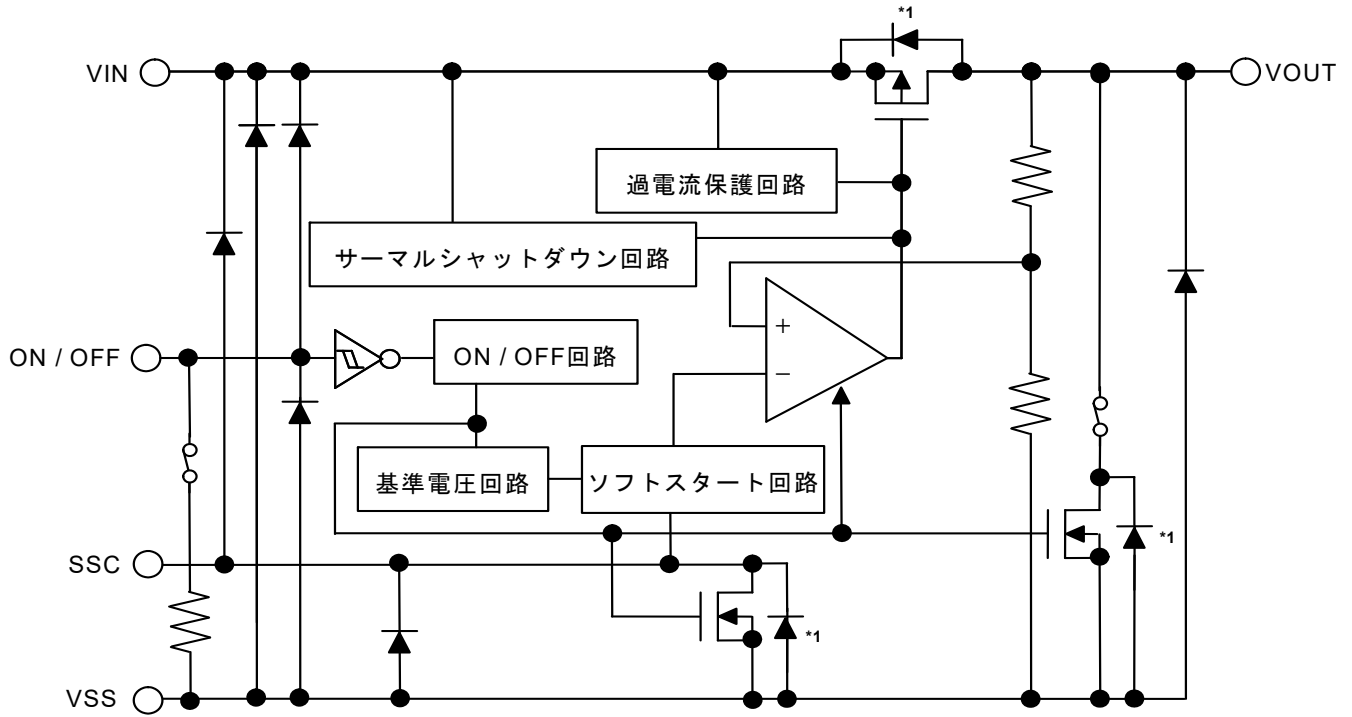 *1
VIN
VOUT
過電流保護回路
サーマルシャットダウン回路
+
ON / OFF
ON / OFF回路
−
基準電圧回路
ソフトスタート回路
*1
SSC
*1
VSS